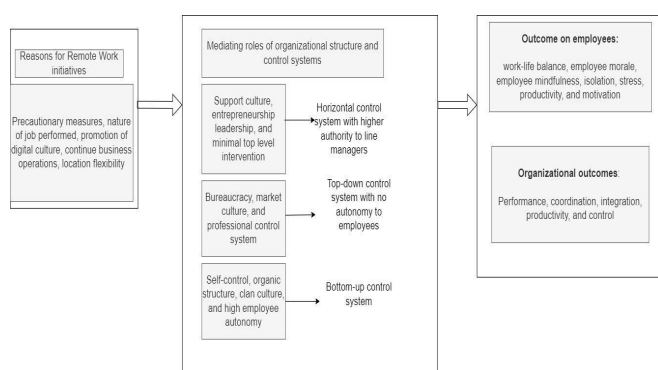 Reasons for Remote Work
initiatives
Precautionary measures, nature
of job performed, promotion of
digital culture, continue business
operations, location flexibility
Mediating roles of organizational structure and
control systems
Support culture,
entrepreneurship
leadership, and
minimal top level
intervention
Horizontal control
system with higher
authority to line
managers
Bureaucracy, market
culture, and
professional control
system
Top-down control
system with no
autonomy to
employees
Self-control, organic
structure, clan culture,
and high employee
autonomy
Bottom-up control
system
Outcome on employees:
work-life balance, employee morale,
employee mindfulness, isolation, stress,
productivity, and motivation
Organizational outcomes:
Performance, coordination, integration,
productivity, and control